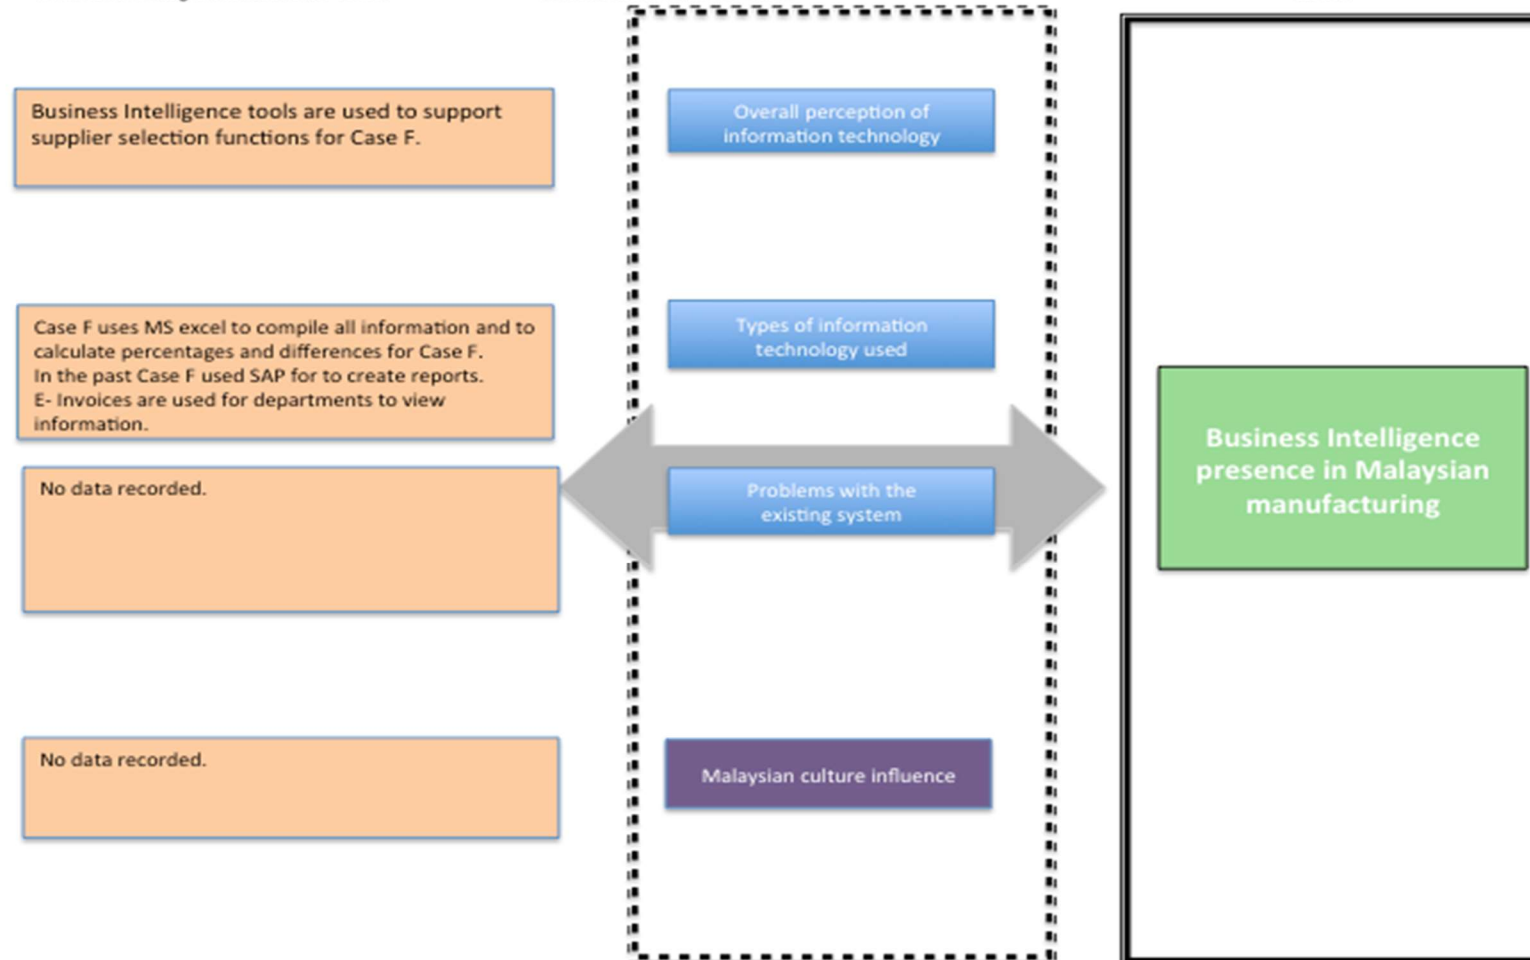 Business Intelligence tools are used to support
supplier selection functions for Case F.
Overall perception of
information technology
Case F uses MS excel to compile all information and to
calculate percentages and differences for Case F.
In the past Case F used SAP for to create reports.
E- Invoices are used for departments to view
information.
Types of information
technology used
No data recorded.
Problems with the
existing system
Business Intelligence
presence in Malaysian
manufacturing
No data recorded.
Malaysian culture influence